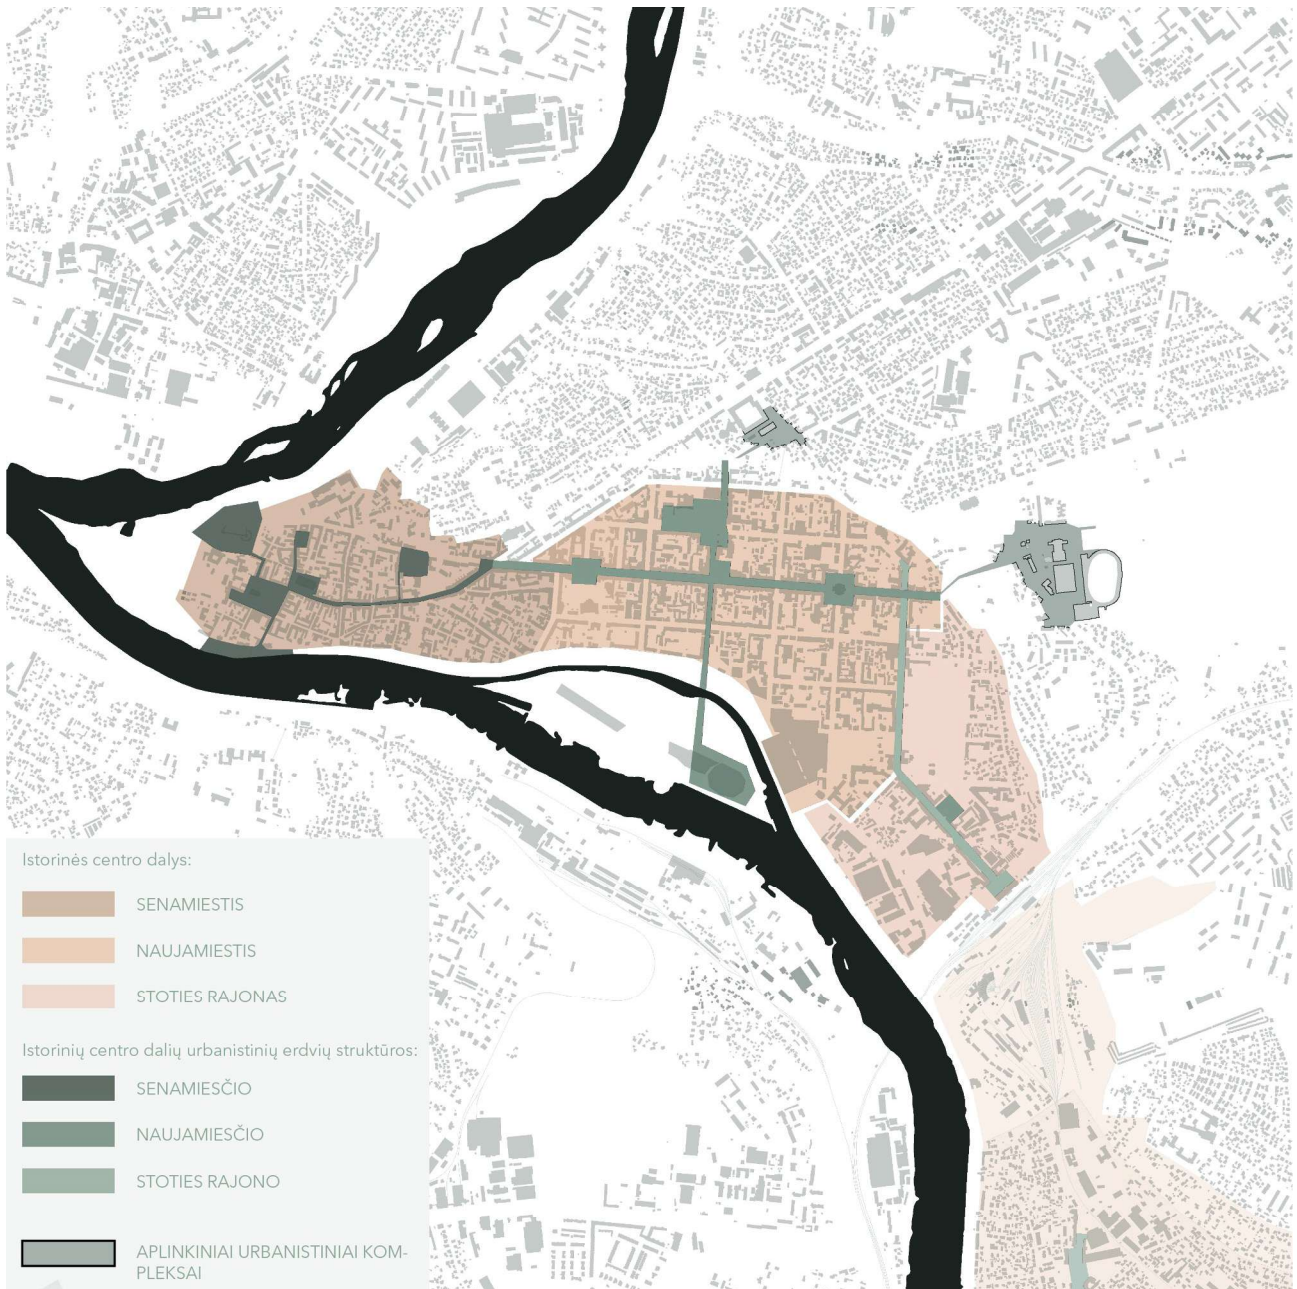 Istorinės centro dalys:
SENAMIESTIS
NAUJAMIESTIS
STOTIES RAJONAS
Istorinių centro dalių urbanistinių erdvių struktūros:
SENAMIESČIO
NAUJAMIESČIO
STOTIES RAJONO
APLINKINIAI URBANISTINIAI KOM-
PLEKSAI